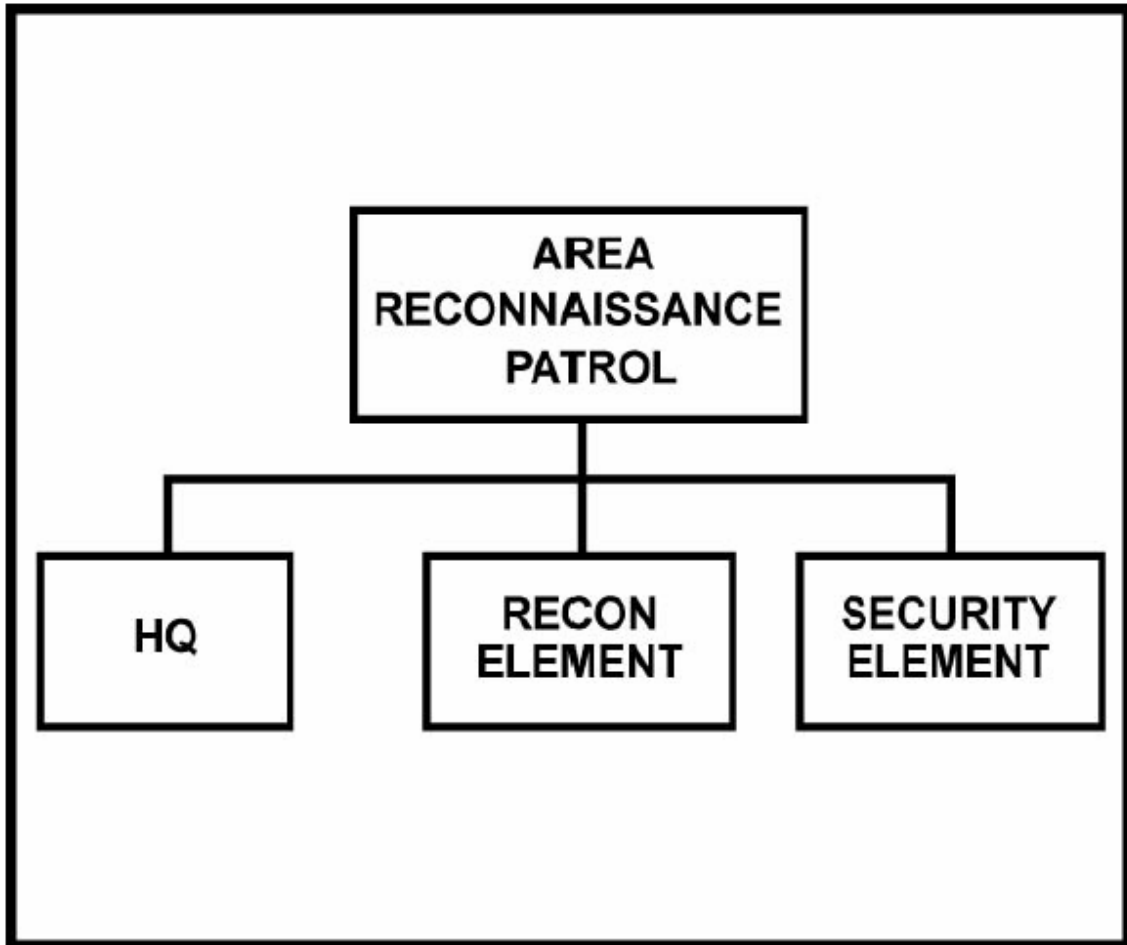 AREA
RECONNAISSANCE
PATROL
HQ
RECON
ELEMENT
SECURITY
ELEMENT